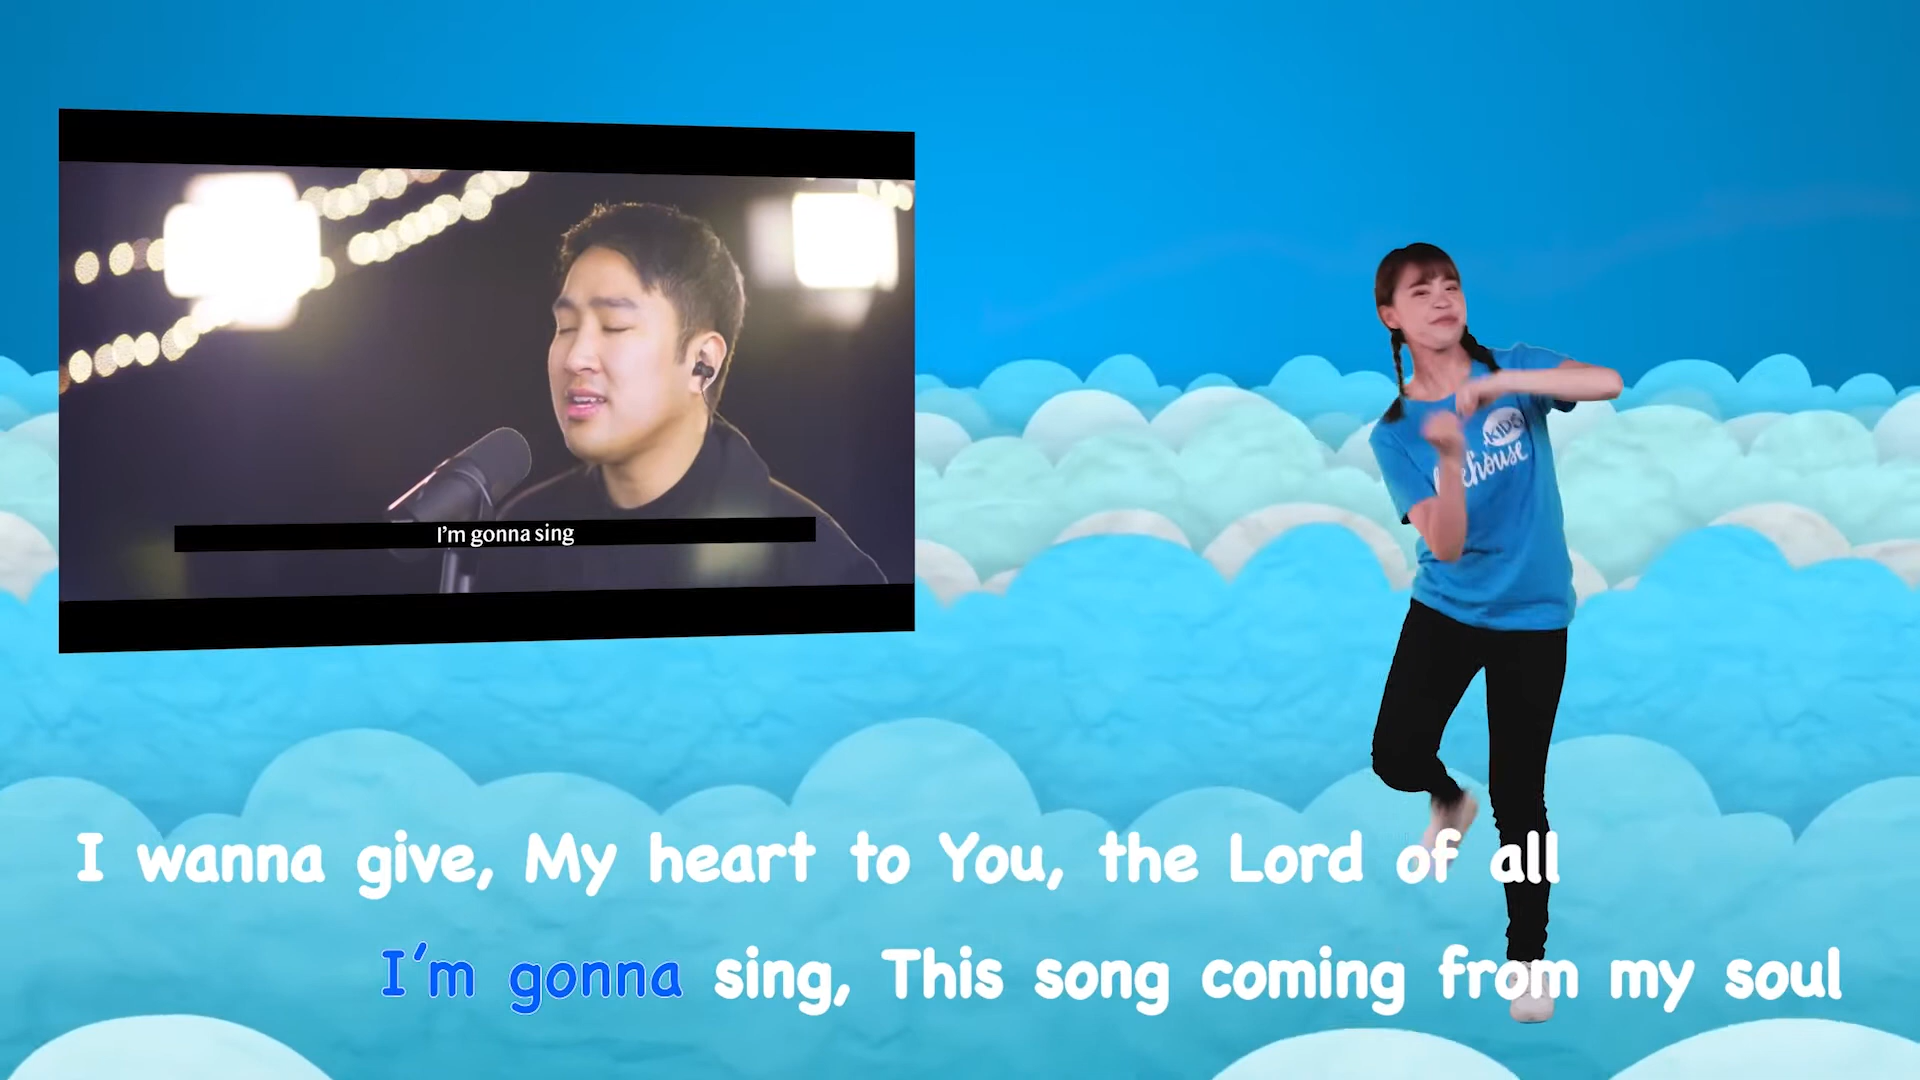 I'm gonna sing
KIDS
I wanna give, My heart to You, the Lord of all
I'm gonna sing, This song coming from my soul